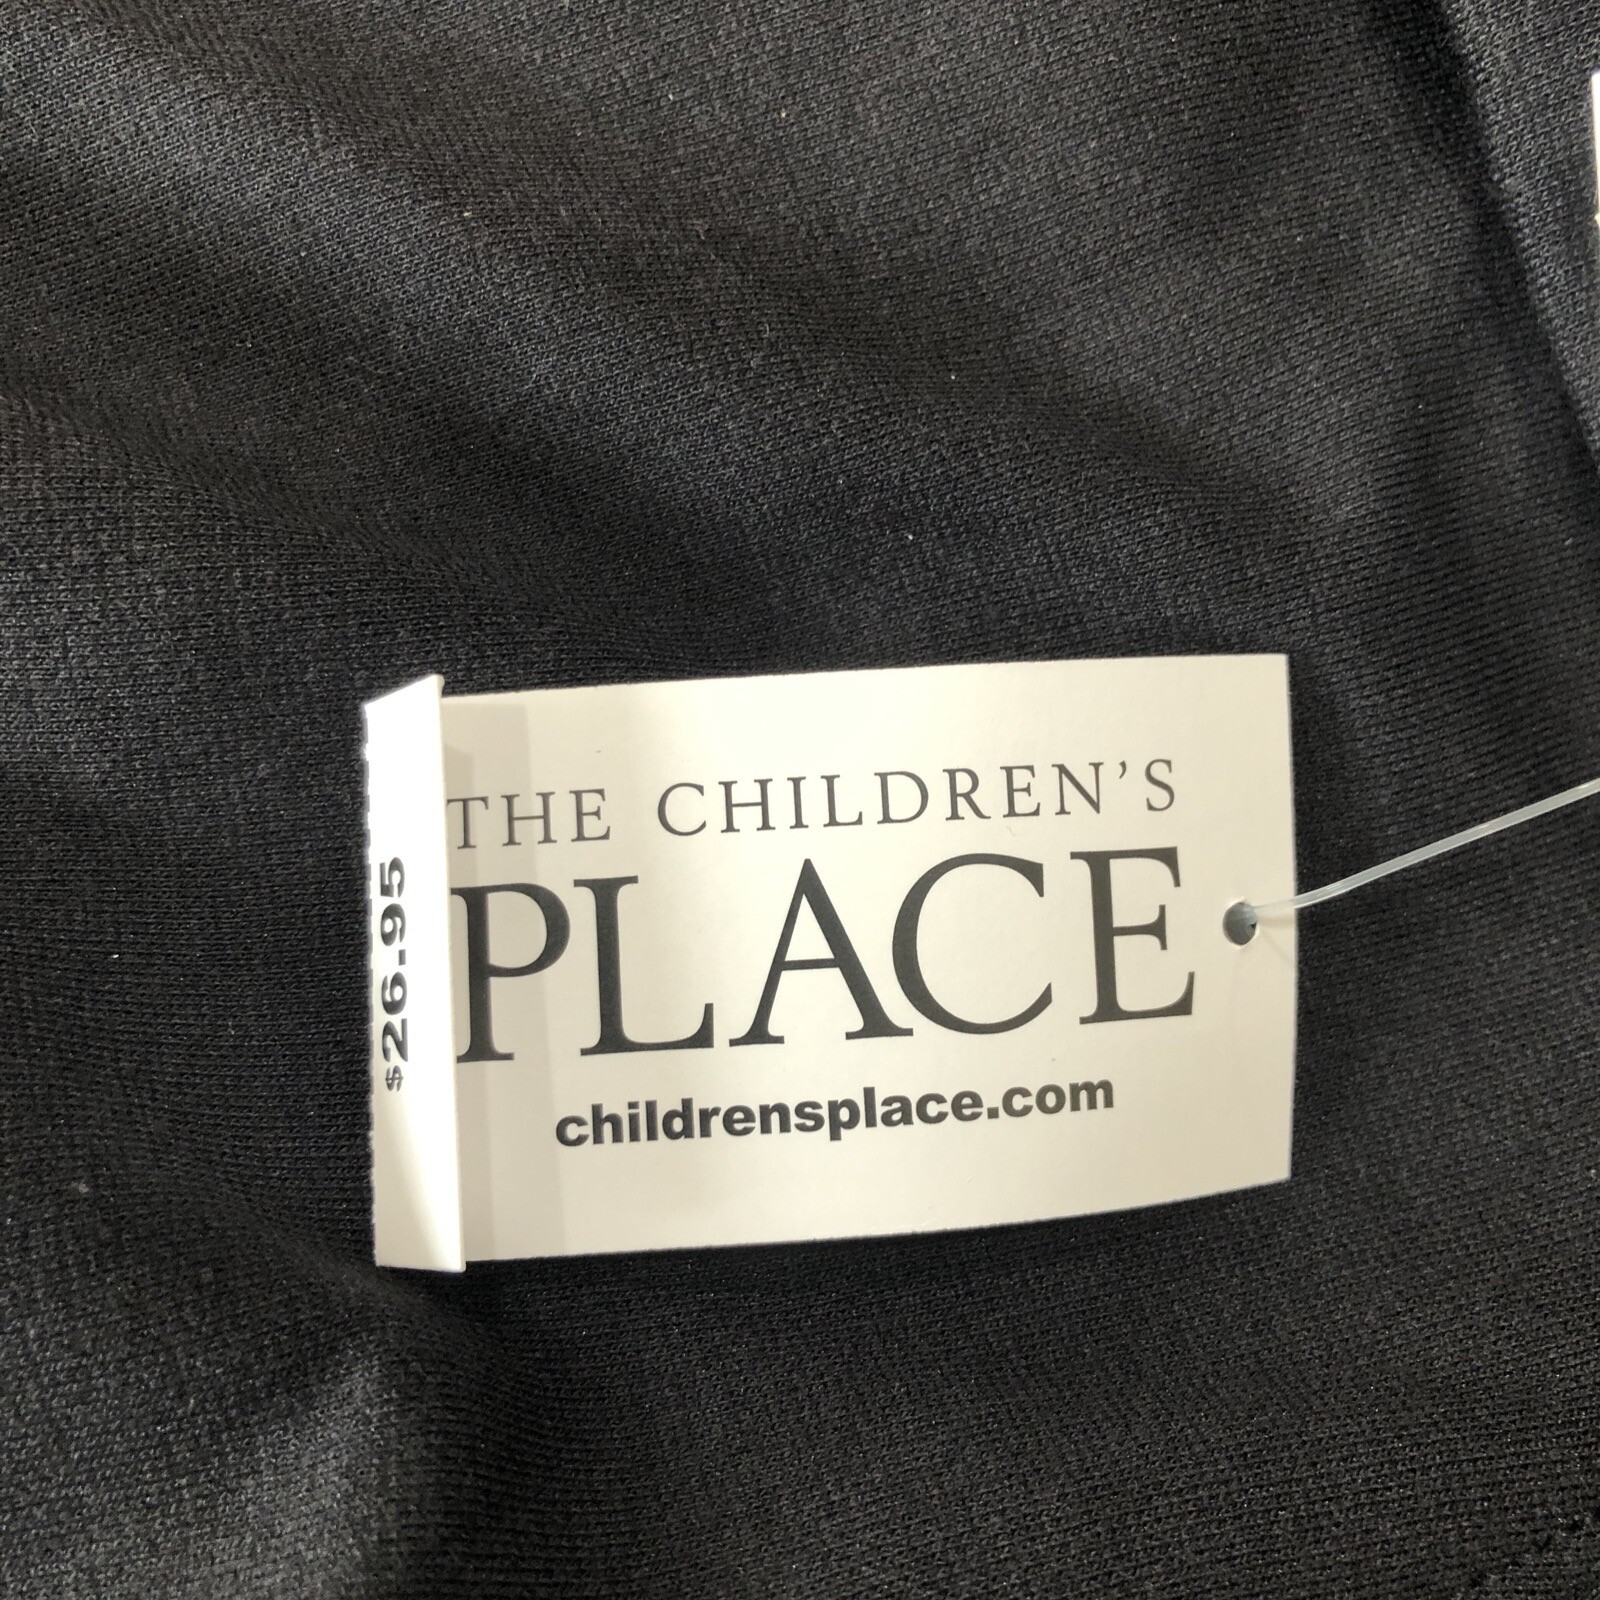 THE CHILDREN'S
PLACE
childrensplace.com
$26.95